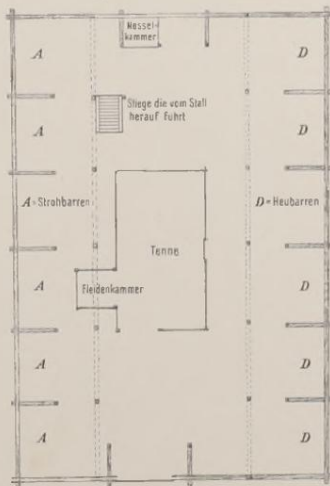 Nessel-
kammer
A
D
Stiege die vom Stall
herauf führt
A
D
A=Strohbarren
D=Heubarren
Tenne
A
Fleidenkammer
D
A
D
A
D